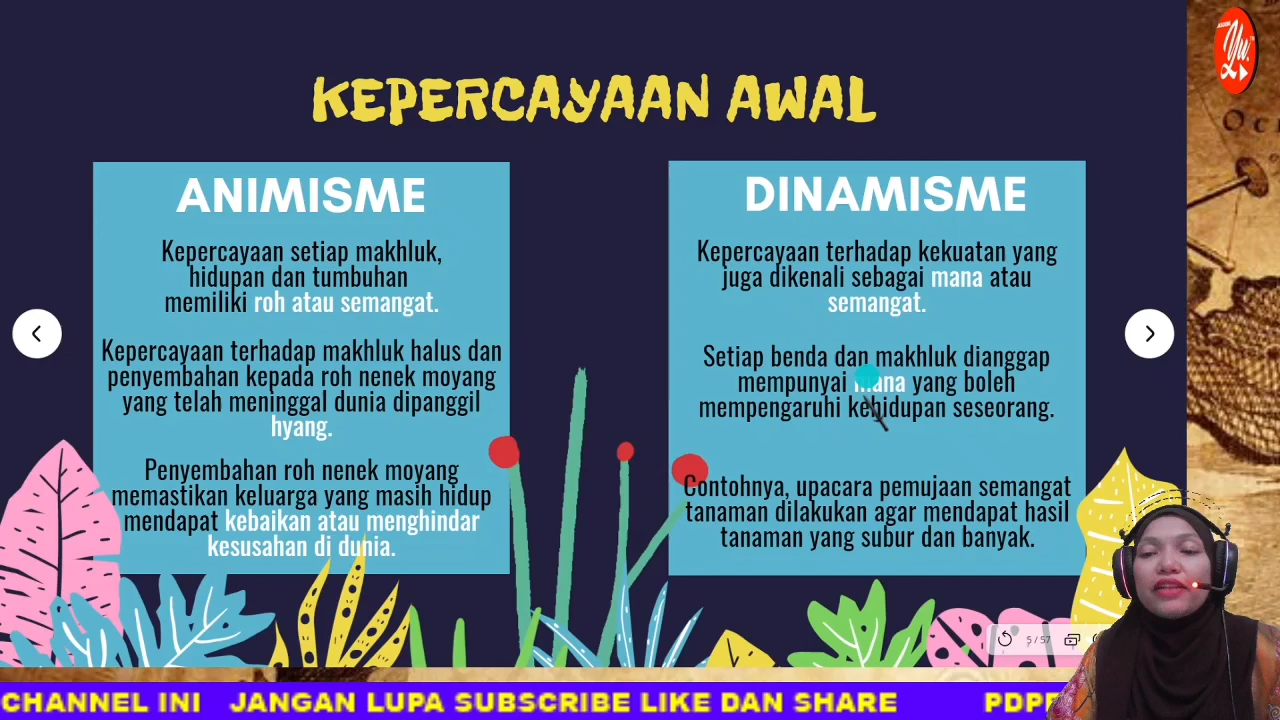 KEPERCAYAAN AWAL
ANIMISME
Kepercayaan setiap makhluk,
hidupan dan tumbuhan
memiliki roh atau semangat.
Kepercayaan terhadap makhluk halus dan
penyembahan kepada roh nenek moyang
yang telah meninggal dunia dipanggil
hyang.
Penyembahan roh nenek moyang
memastikan keluarga yang masih hidup
mendapat kebaikan atau menghindar
kesusahan di dunia.
DINAMISME
Kepercayaan terhadap kekuatan yang
juga dikenali sebagai mana atau
semangat.
Setiap benda dan makhluk dianggap
mempunyai mana yang boleh
mempengaruhi kehidupan seseorang.
Contohnya, upacara pemujaan semangat
tanaman dilakukan agar mendapat hasil
tanaman yang subur dan banyak.
5 / 57
CHANNEL INI JANGAN LUPA SUBSCRIBE LIKE DAN SHARE